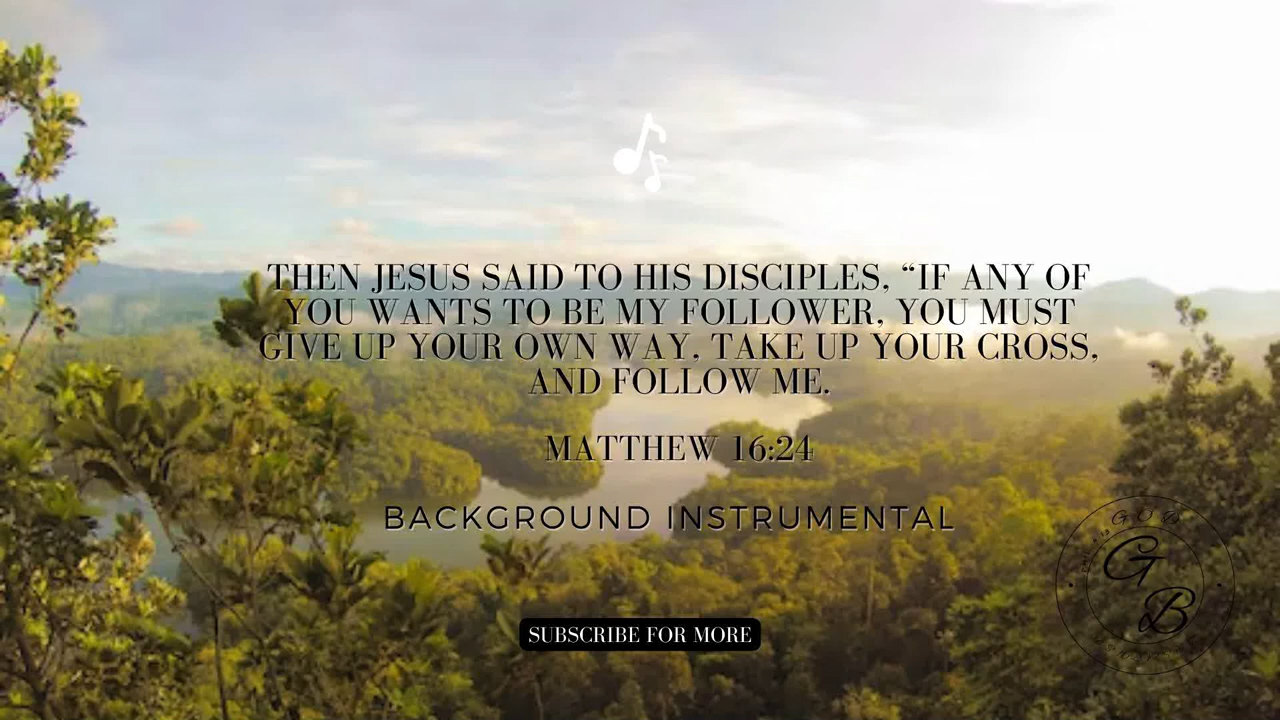 THEN JESUS SAID TO HIS DISCIPLES, “IF ANY OF
YOU WANTS TO BE MY FOLLOWER, YOU MUST
GIVE UP YOUR OWN WAY, TAKE UP YOUR CROSS,
AND FOLLOW ME.
MATTHEW 16:24
BACKGROUND INSTRUMENTAL
GOD
GB
SUBSCRIBE FOR MORE